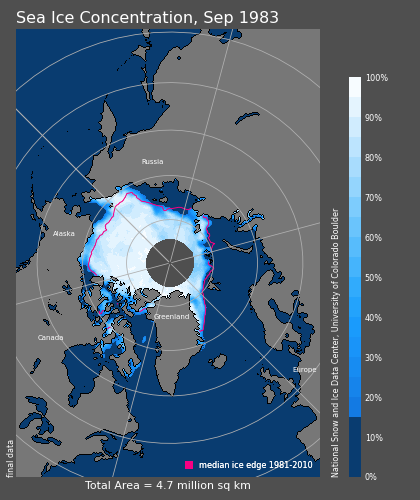 Sea Ice Concentration, Sep 1983
Russia
Alaska
Greenland
Canada
Europe
median ice edge 1981-2010
final data
Total Area = 4.7 million sq km
100%
90%
80%
70%
60%
50%
40%
30%
20%
10%
0%
National Snow and Ice Data Center, University of Colorado Boulder